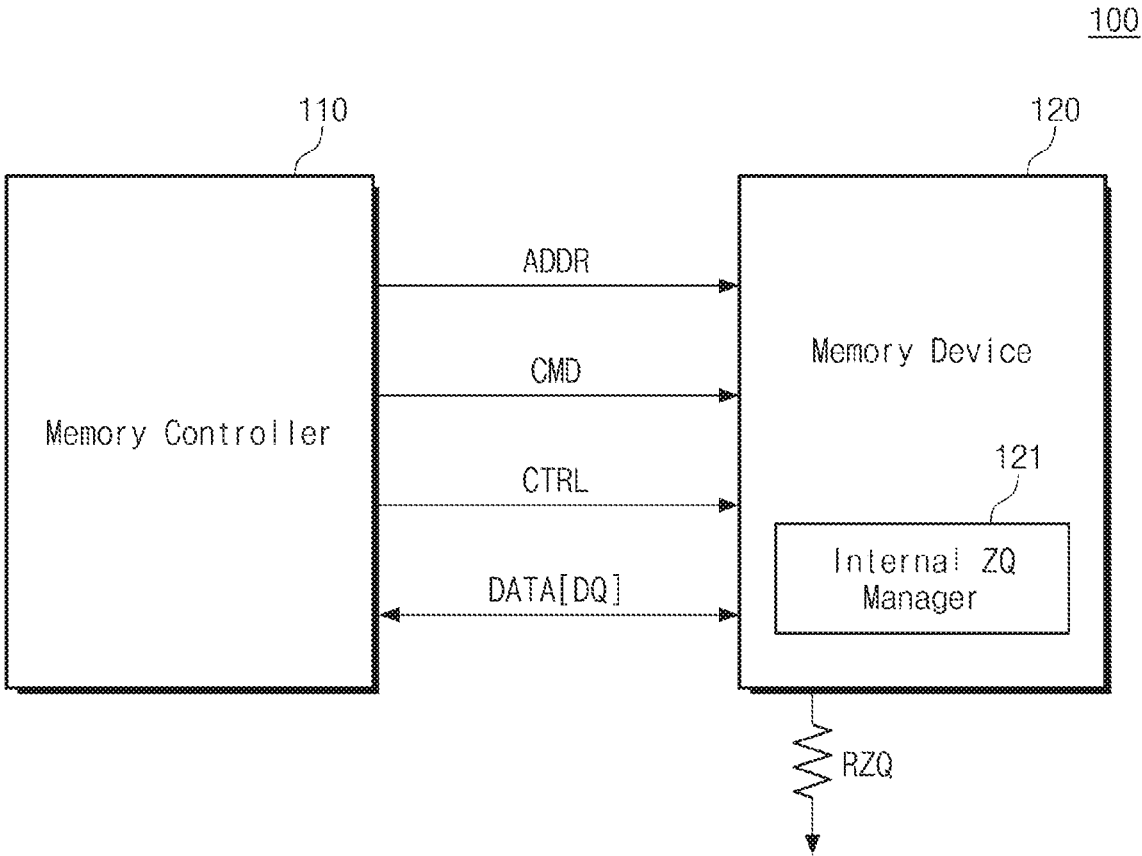 100
110
120
ADDR
Memory Device
CMD
Memory Controller
121
CTRL
Internal ZQ
Manager
DATA[DQ]
RZQ